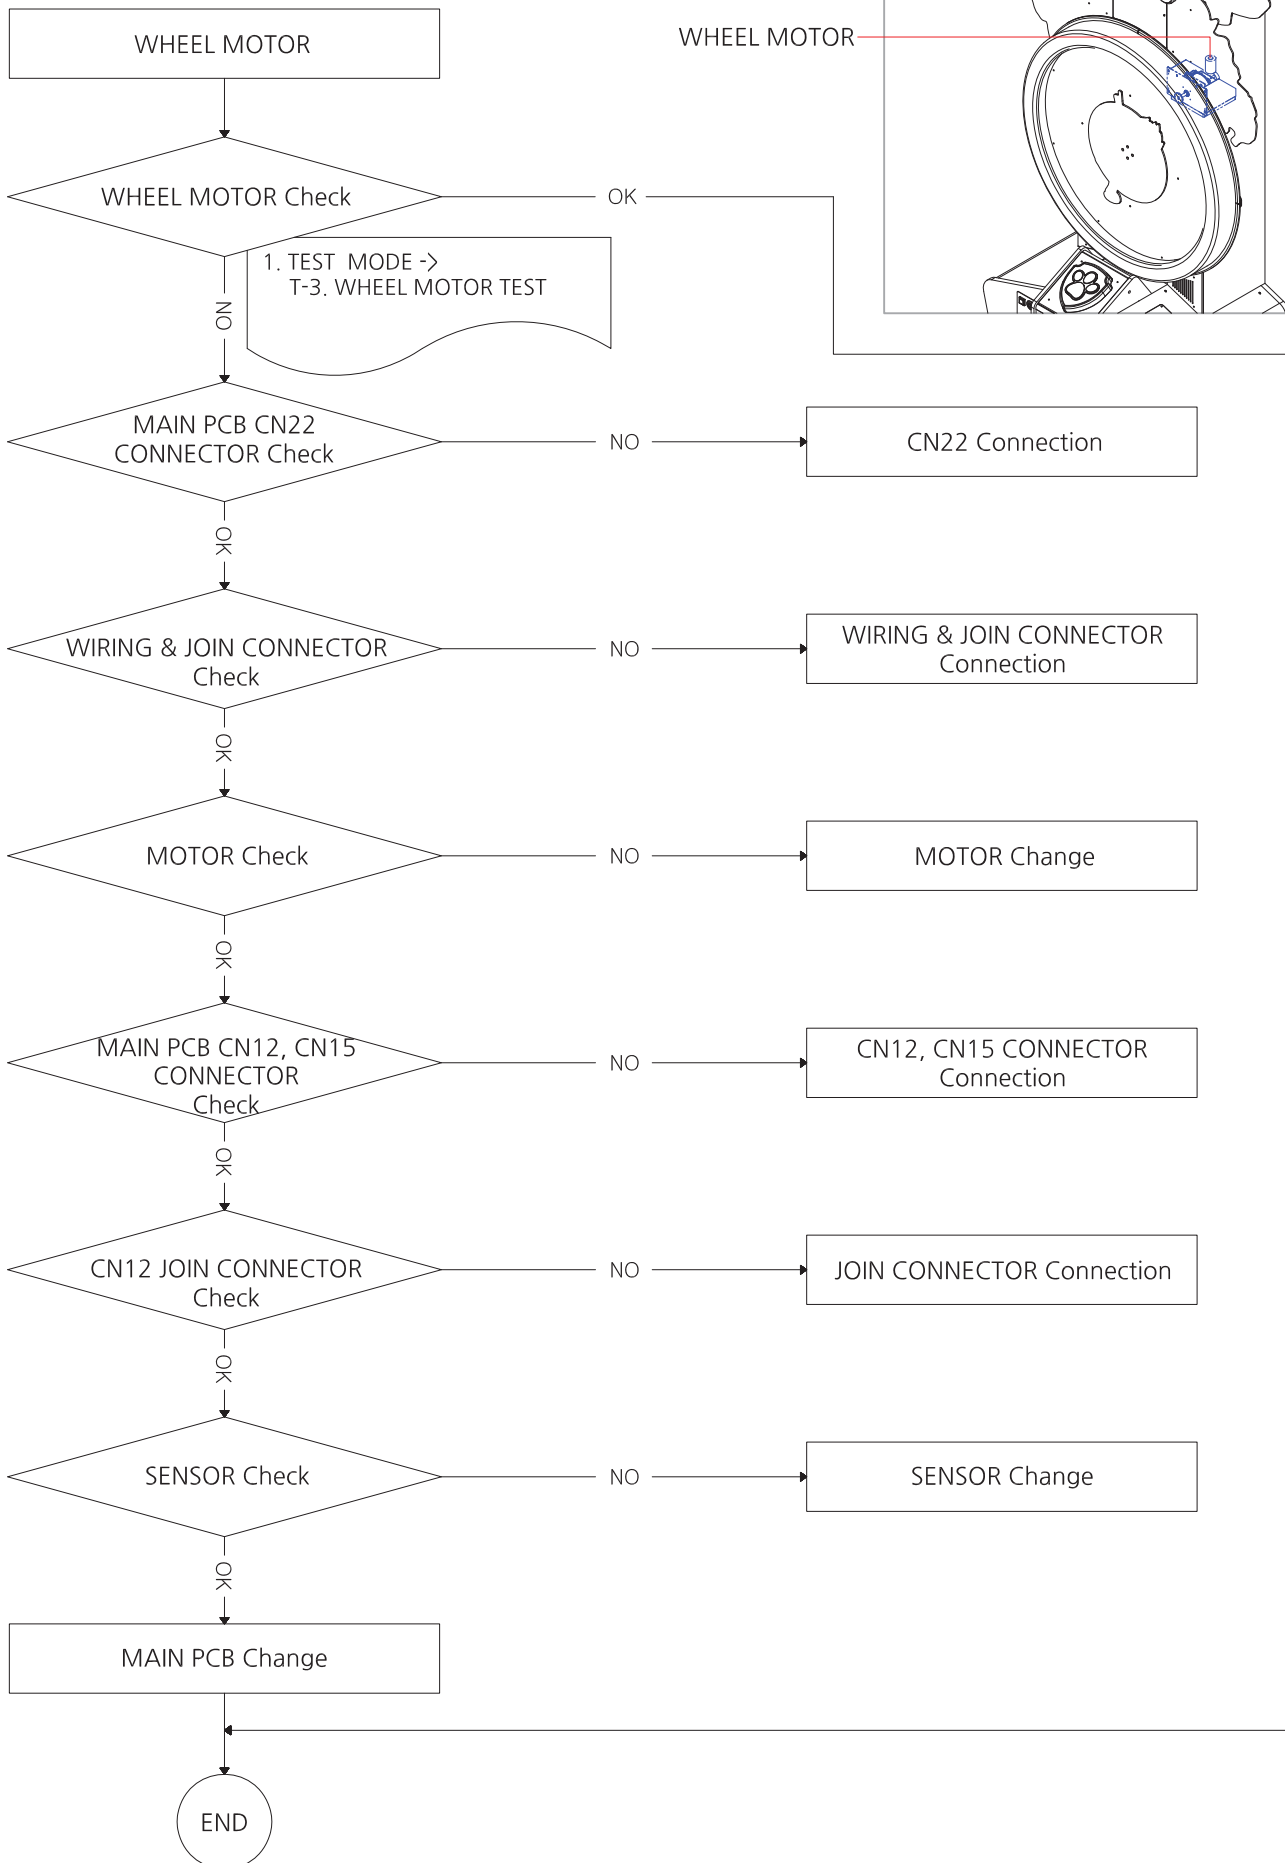 WHEEL MOTOR
WHEEL MOTOR
WHEEL MOTOR Check
OK
1. TEST MODE ->
T-3. WHEEL MOTOR TEST
NO
MAIN PCB CN22
CONNECTOR Check
NO
CN22 Connection
OK
WIRING & JOIN CONNECTOR
Check
NO
WIRING & JOIN CONNECTOR
Connection
OK
MOTOR Check
NO
MOTOR Change
OK
MAIN PCB CN12, CN15
CONNECTOR
Check
NO
CN12, CN15 CONNECTOR
Connection
OK
CN12 JOIN CONNECTOR
Check
NO
JOIN CONNECTOR Connection
OK
SENSOR Check
NO
SENSOR Change
OK
MAIN PCB Change
END